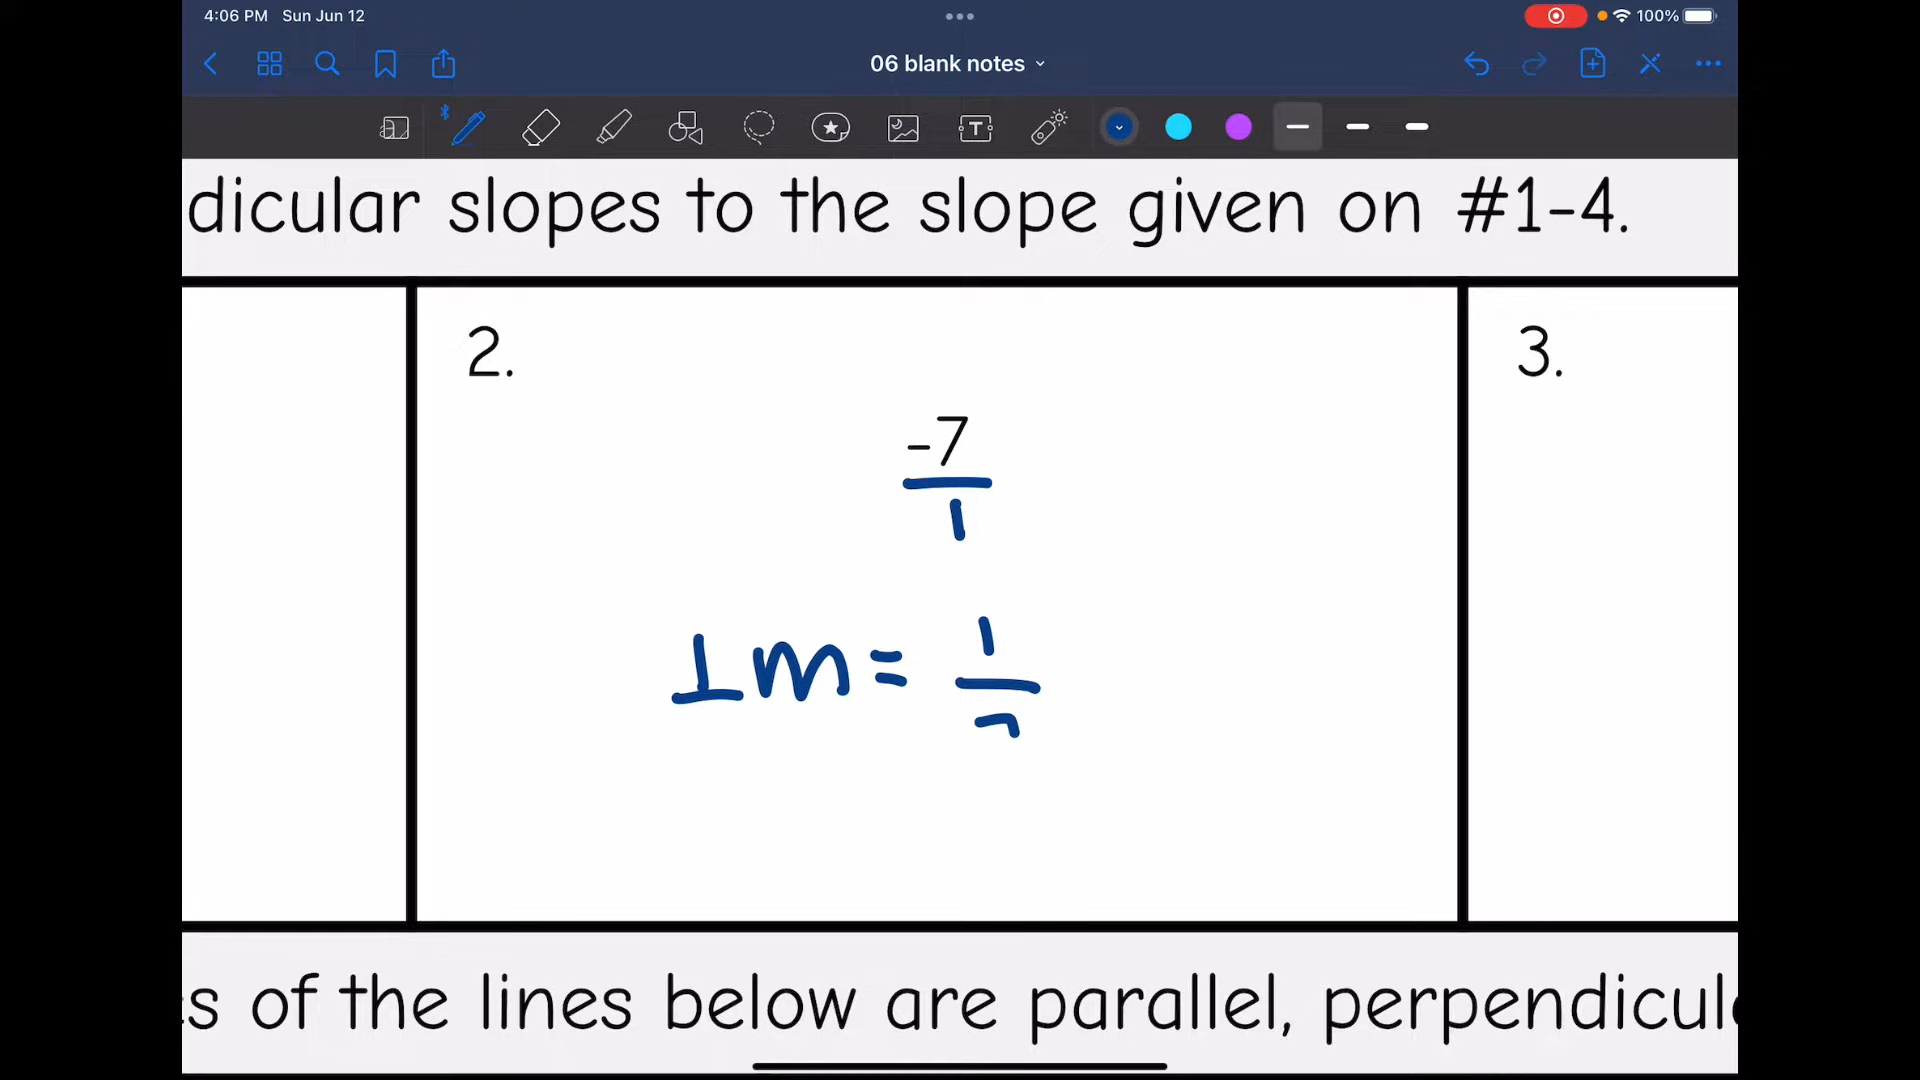 4:06 PM Sun Jun 12
100%
06 blank notes
dicular slopes to the slope given on #1-4.
2.
3.
-7
1
⊥m= 1
7
s of the lines below are parallel, perpendicul